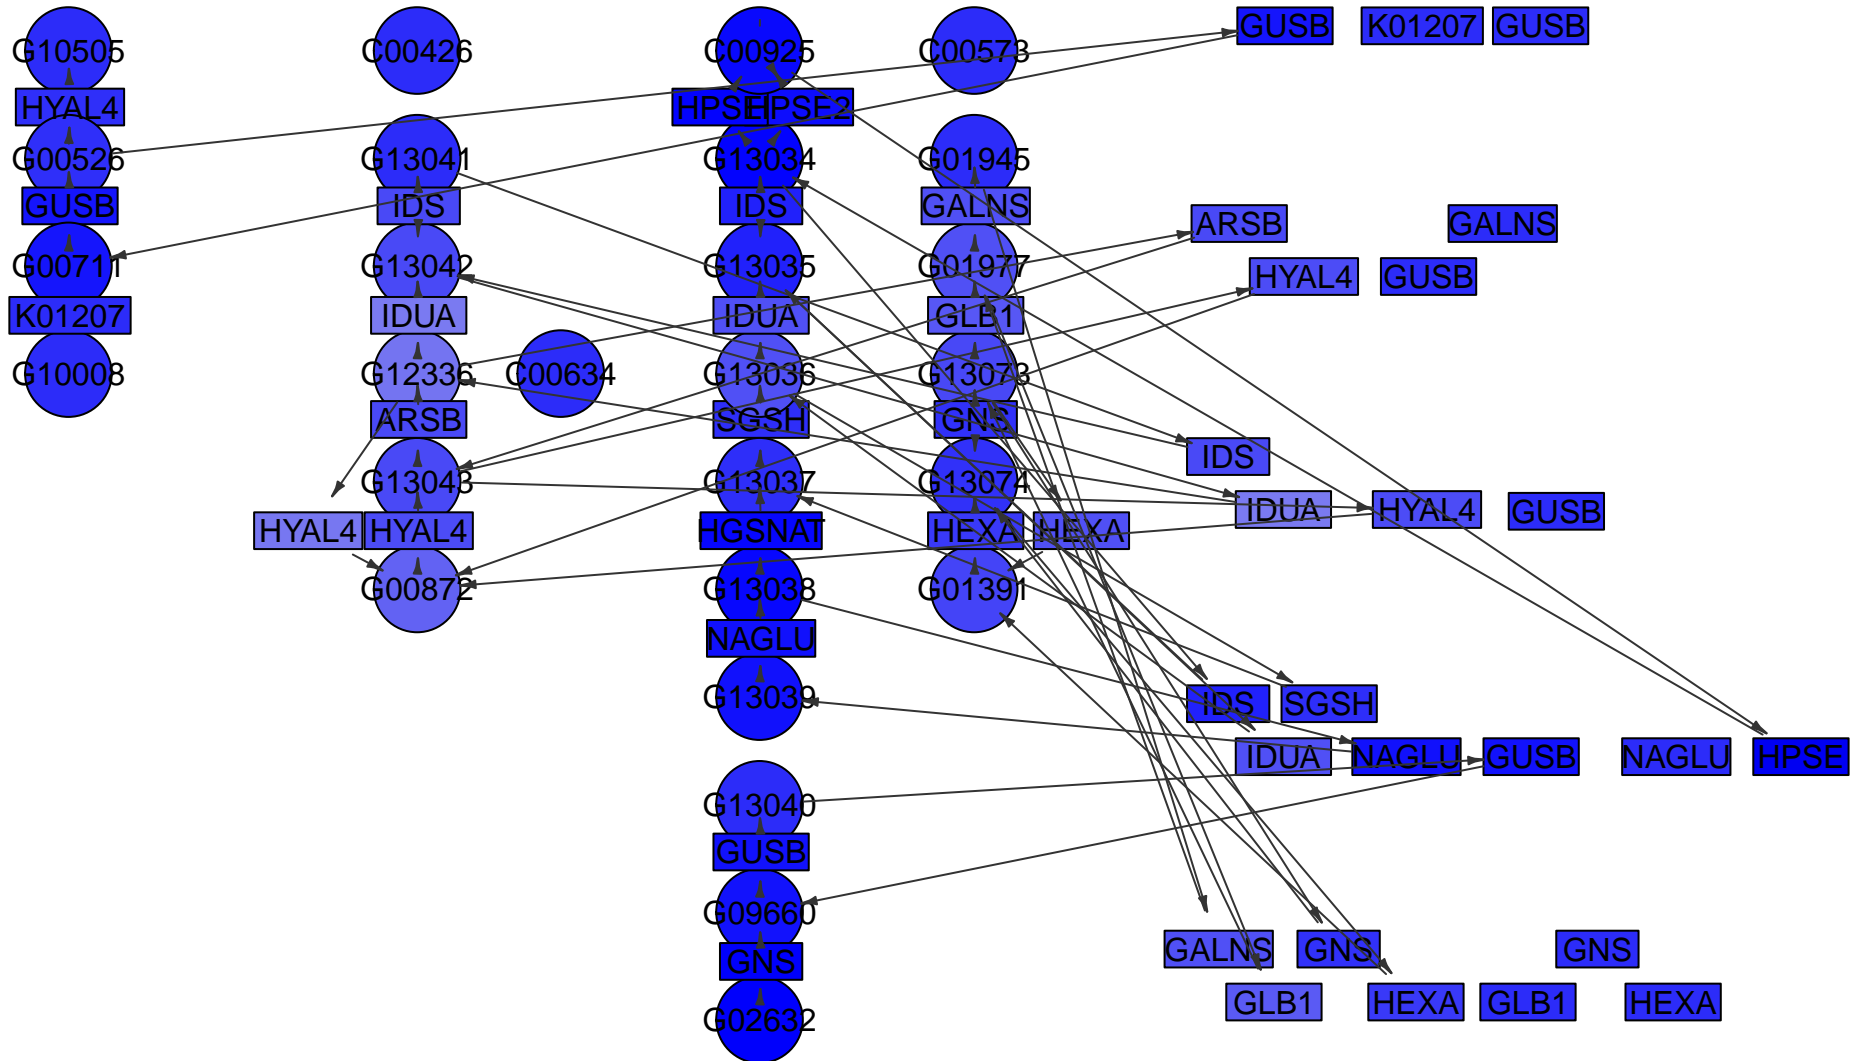 G10505
C00426
C00925
C00573
GUSB
K01207
GUSB
HYAL4
HPSE
HPSE2
G00526
G13041
G13034
G01945
GUSB
IDS
IDS
GALNS
ARSB
GALNS
G00711
G13042
G13035
G01977
HYAL4
GUSB
K01207
IDUA
IDUA
GLB1
G10008
G12336
C00634
G13036
G13073
ARSB
SGSH
GNS
IDS
G13043
G13037
G13074
IDUA
HYAL4
GUSB
HYAL4
HYAL4
HGSNAT
HEXA
HEXA
G00872
G13038
G01391
NAGLU
G13039
IDS
SGSH
IDUA
NAGLU
GUSB
NAGLU
HPSE
G13040
GUSB
G09660
GNS
GALNS
GNS
GNS
G02632
GLB1
HEXA
GLB1
HEXA